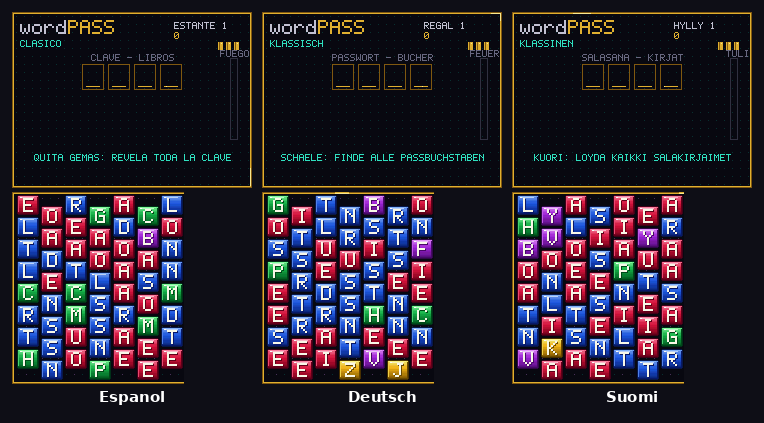 wordPASS
ESTANTE 1
0
CLASICO
FUEGO
CLAVE - LIBROS
_ _ _ _
QUITA GEMAS: REVELA TODA LA CLAVE
E R A L
O G C
L E D O
A A B
T A O N
D O A
L T A N
E L S
C C A M
N S O
R M R D
S S M
T U A T
S N E
H O E E
N P E
Espanol
wordPASS
REGAL 1
0
KLASSISCH
FEUER
PASSWORT - BUCHER
_ _ _ _
SCHAELE: FINDE ALLE PASSBUCHSTABEN
G T B O
I N R
O L U N
T R T
S U I F
S U S
P E S I
R S E
E D T E
T S N
E R H C
R N N
S A E N
E T E
E I V E
E Z J
Deutsch
wordPASS
HYLLY 1
0
KLASSINEN
TULI
SALASANA - KIRJAT
_ _ _ _
KUORI: LOYDA KAIKKI SALAKIRJAIMET
L A O A
Y S E
H L I R
V I Y
B E A A
O S U
O E P A
N E T
A A N S
L S E
T T I A
I E I
N S L G
K N A
V A T R
A E T
Suomi